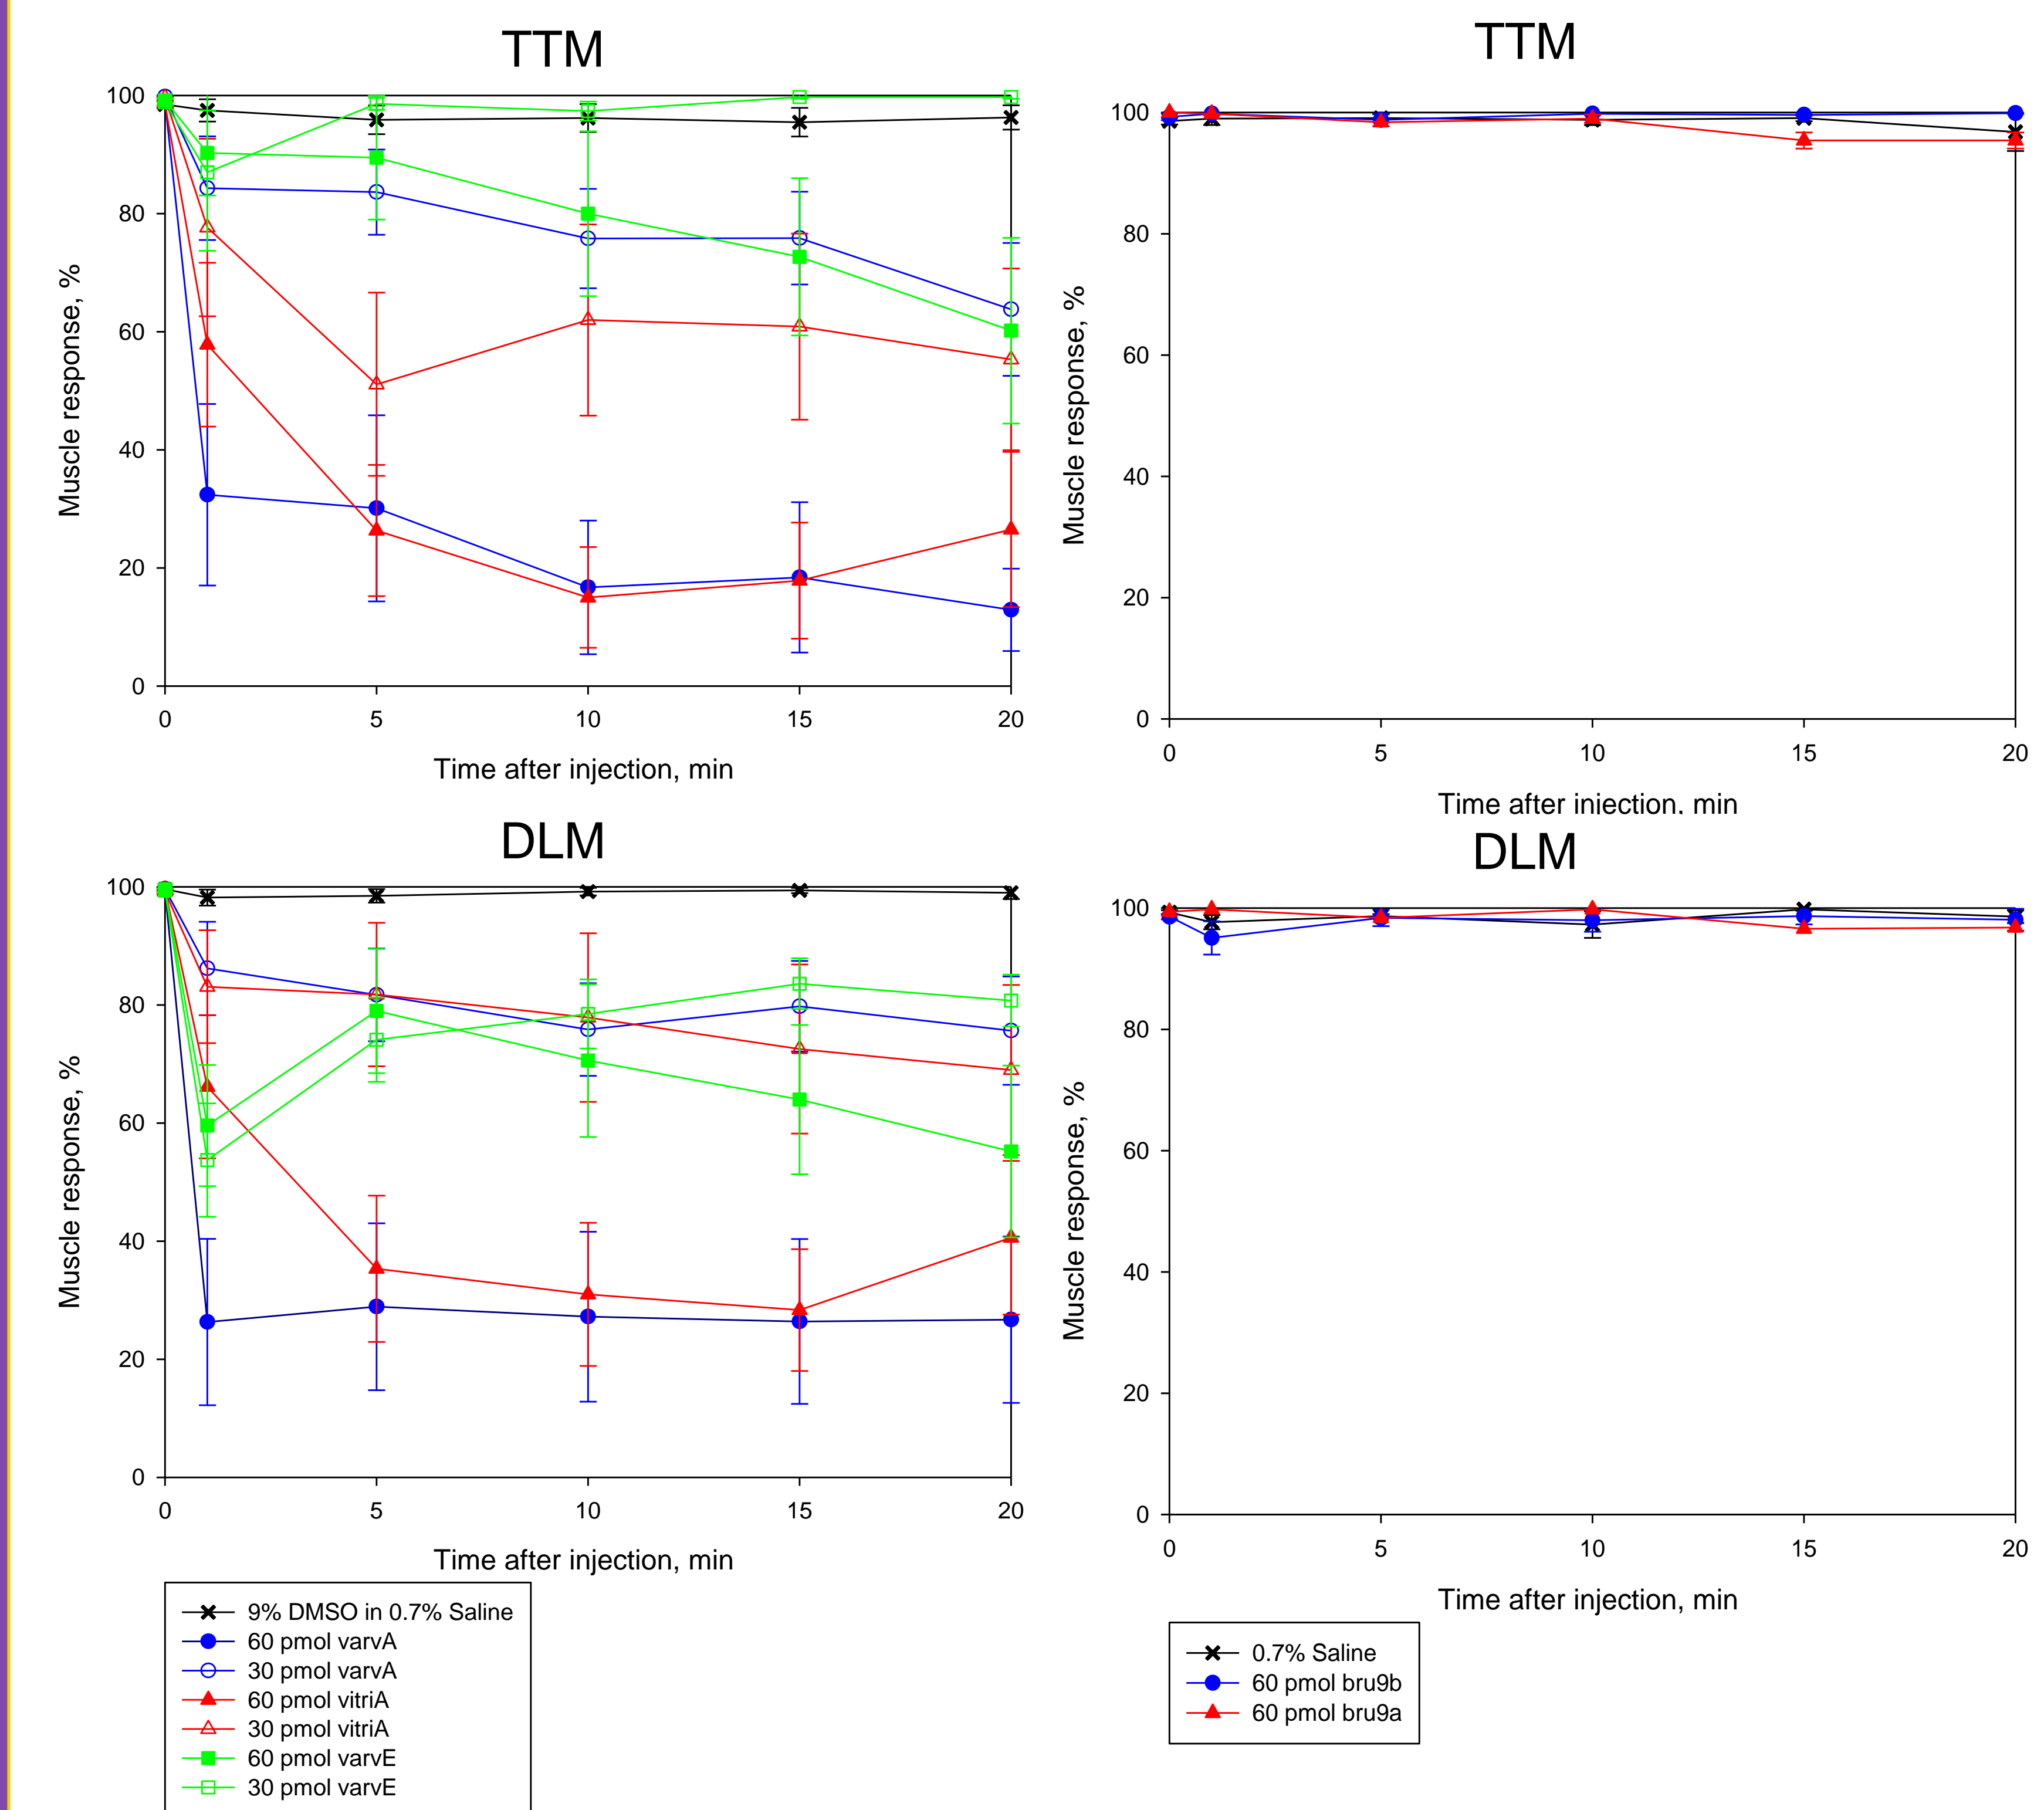 TTM
100
80
60
40
20
0
Muscle response, %
0 5 10 15 20
Time after injection, min
TTM
100
80
60
40
20
0
Muscle response, %
0 5 10 15 20
Time after injection, min
DLM
100
80
60
40
20
0
Muscle response, %
0 5 10 15 20
Time after injection, min
9% DMSO in 0.7% Saline
60 pmol varvA
30 pmol varvA
60 pmol vitriA
30 pmol vitriA
60 pmol varvE
30 pmol varvE
DLM
100
80
60
40
20
0
Muscle response, %
0 5 10 15 20
Time after injection, min
0.7% Saline
60 pmol bru9b
60 pmol bru9a